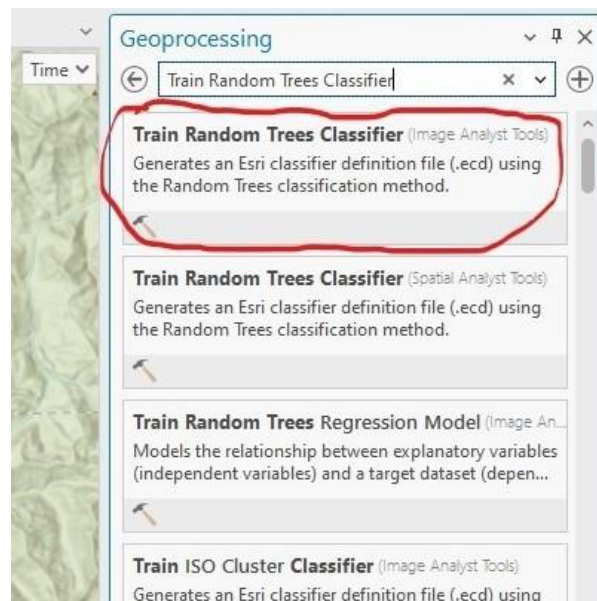 Geoprocessing
Time
Train Random Trees Classifier
Train Random Trees Classifier (Image Analyst Tools)
Generates an Esri classifier definition file (.ecd) using
the Random Trees classification method.
Train Random Trees Classifier (Spatial Analyst Tools)
Generates an Esri classifier definition file (.ecd) using
the Random Trees classification method.
Train Random Trees Regression Model (Image An...
Models the relationship between explanatory variables
(independent variables) and a target dataset (depen...
Train ISO Cluster Classifier (Image Analyst Tools)
Generates an Esri classifier definition file (.ecd) using